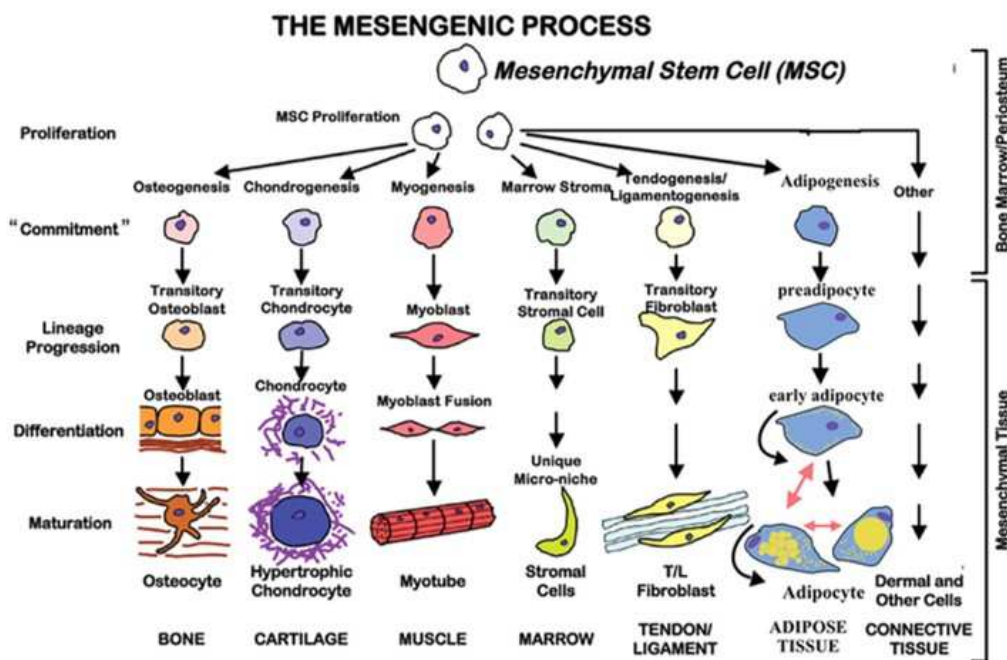 THE MESENGENIC PROCESS
Mesenchymal Stem Cell (MSC)
MSC Proliferation
Proliferation
Osteogenesis
Chondrogenesis
Myogenesis
Marrow Stroma
Tendogenesis/
Ligamentogenesis
Adipogenesis
Other
"Commitment"
Bone Marrow/Periosteum
Transitory
Osteoblast
Transitory
Chondrocyte
Myoblast
Transitory
Stromal Cell
Transitory
Fibroblast
preadipocyte
Lineage
Progression
Osteoblast
Chondrocyte
Myoblast Fusion
early adipocyte
Differentiation
Unique
Micro-niche
Maturation
Mesenchymal Tissue
Osteocyte
Hypertrophic
Chondrocyte
Myotube
Stromal
Cells
T/L
Fibroblast
Adipocyte
Dermal and
Other Cells
BONE
CARTILAGE
MUSCLE
MARROW
TENDON/
LIGAMENT
ADIPOSE
TISSUE
CONNECTIVE
TISSUE